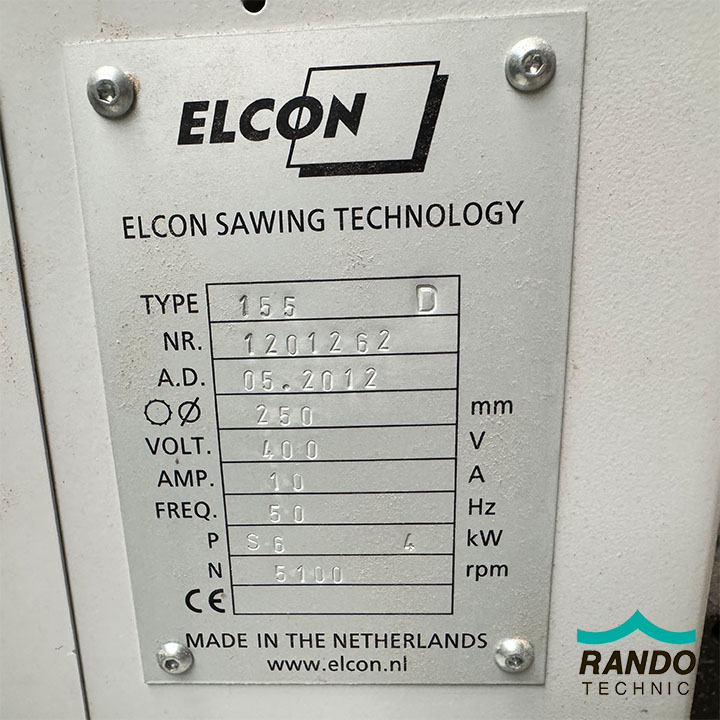 ELCON
ELCON SAWING TECHNOLOGY
TYPE 155 D
NR. 1201262
A.D. 05.2012
Ø 250 mm
VOLT. 400 V
AMP. 10 A
FREQ. 50 Hz
P S6 4 kW
N 5100 rpm
CE
MADE IN THE NETHERLANDS
www.elcon.nl
RANDO
TECHNIC